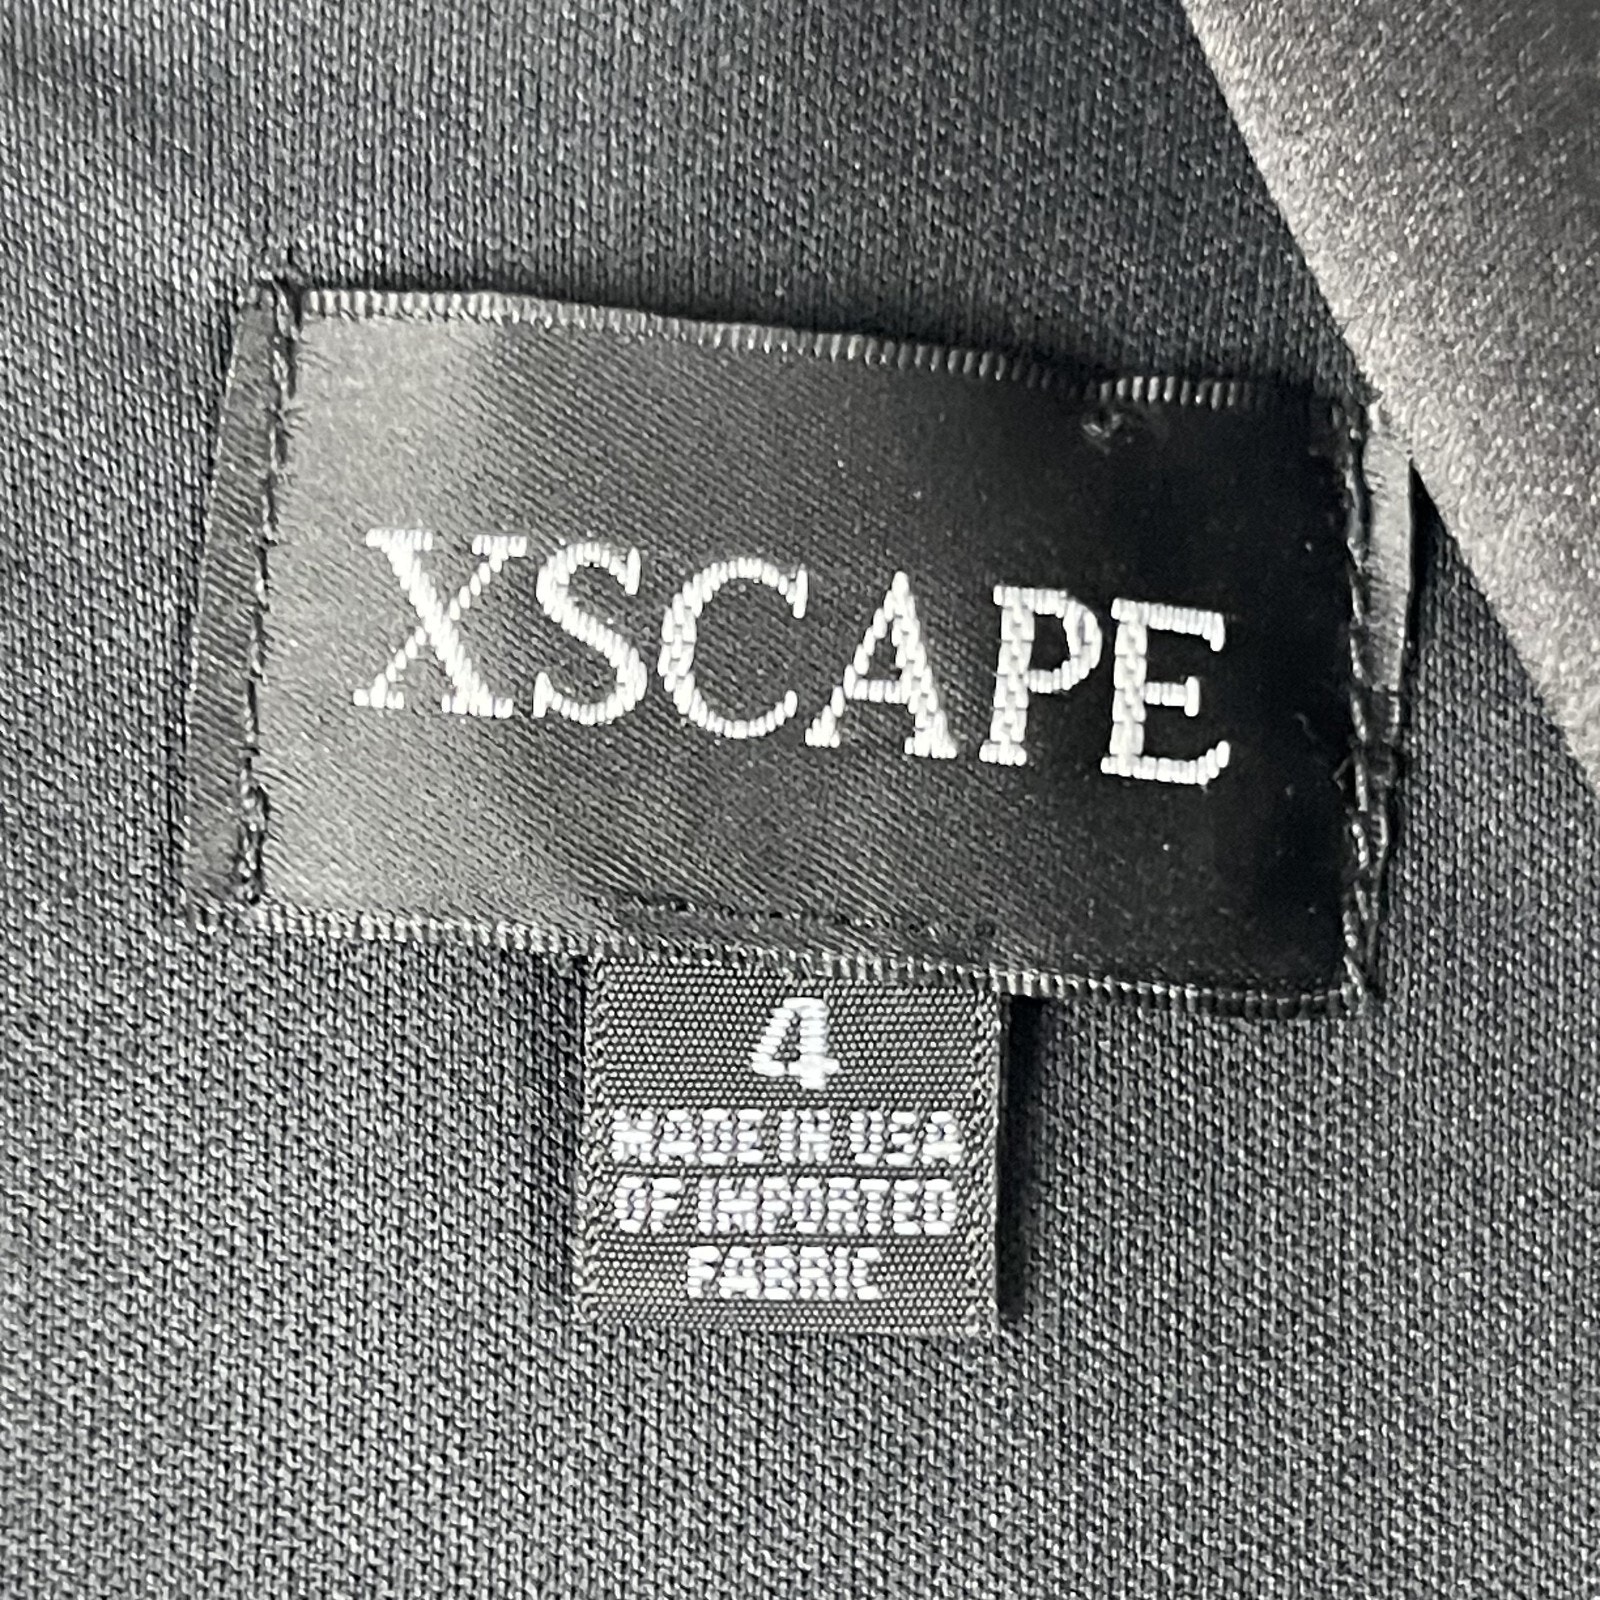 XSCAPE
4
MADE IN USA
OF IMPORTED
FABRIC